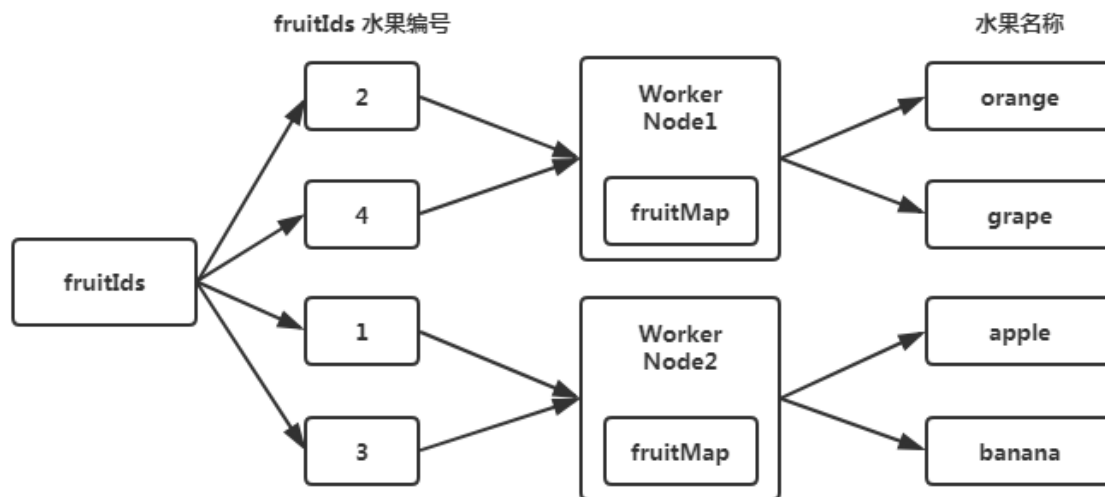 fruitIds 水果编号
水果名称
2
Worker
Node1
orange
4
fruitMap
grape
fruitIds
1
Worker
Node2
apple
3
fruitMap
banana